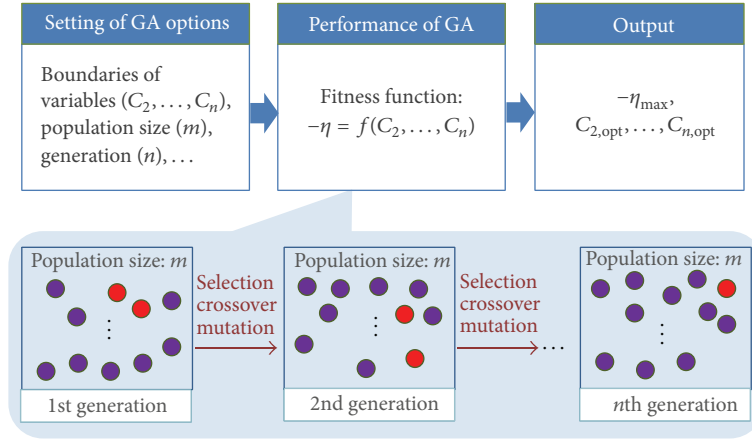 Setting of GA options
Boundaries of
variables (C₂, . . . , Cₙ),
population size (m),
generation (n), . . .
Performance of GA
Fitness function:
−η = f(C₂, . . . , Cₙ)
Output
−ηmax,
C₂,opt, . . . , Cn,opt
Population size: m
⋮
1st generation
Selection
crossover
mutation
Population size: m
⋮
2nd generation
Selection
crossover
mutation
· · ·
Population size: m
⋮
nth generation